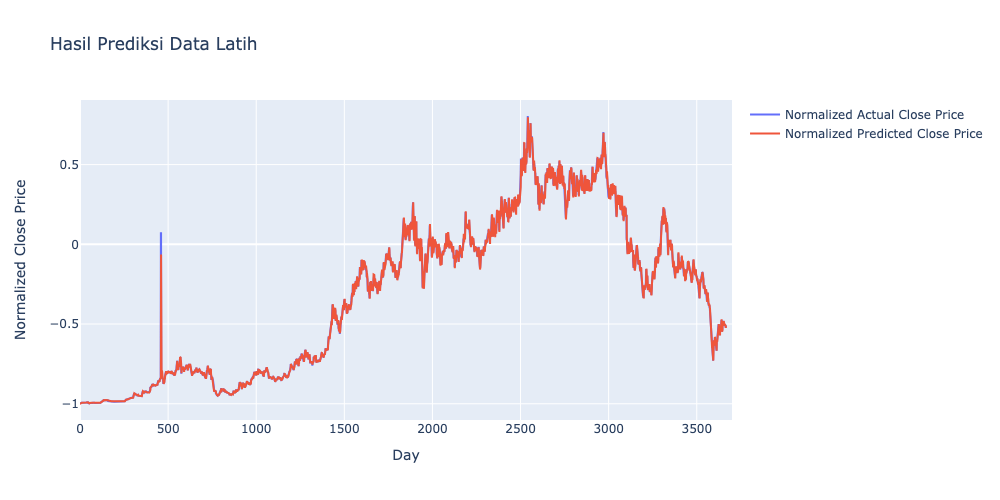 Hasil Prediksi Data Latih
Normalized Actual Close Price
Normalized Predicted Close Price
Normalized Close Price
0.5
0
−0.5
−1
0 500 1000 1500 2000 2500 3000 3500
Day